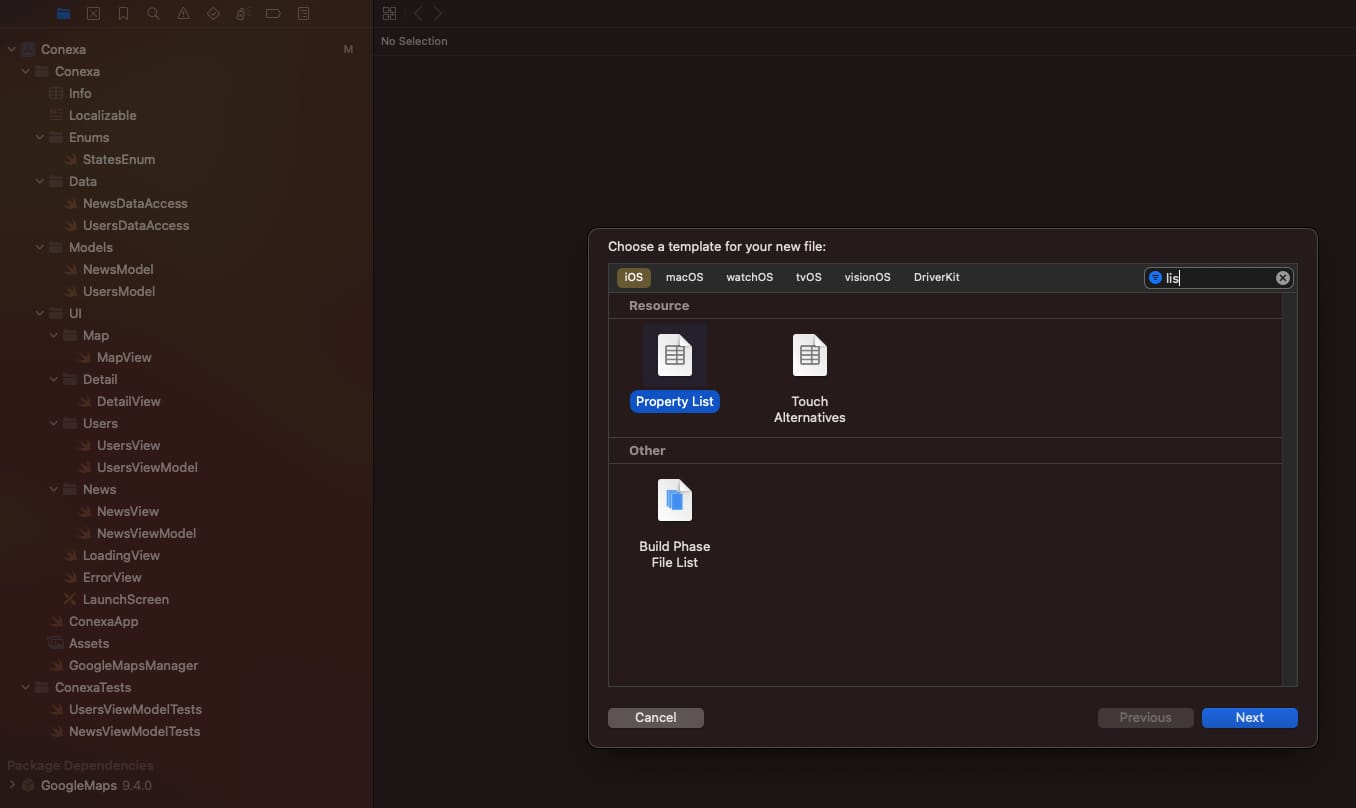 No Selection
Conexa M
Conexa
Info
Localizable
Enums
StatesEnum
Data
NewsDataAccess
UsersDataAccess
Models
NewsModel
UsersModel
UI
Map
MapView
Detail
DetailView
Users
UsersView
UsersViewModel
News
NewsView
NewsViewModel
LoadingView
ErrorView
LaunchScreen
ConexaApp
Assets
GoogleMapsManager
ConexaTests
UsersViewModelTests
NewsViewModelTests
Package Dependencies
GoogleMaps 9.4.0
Choose a template for your new file:
iOS macOS watchOS tvOS visionOS DriverKit lis
Resource
Property List
Touch
Alternatives
Other
Build Phase
File List
Cancel Previous Next